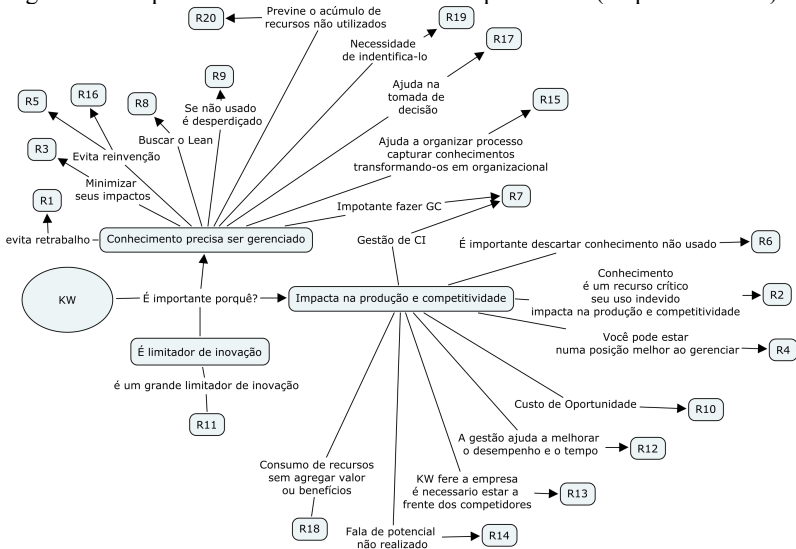 R20
Previne o acúmulo de
recursos não utilizados
R19
Necessidade
de indentifica-lo
R17
R9
R16
R5
R8
Ajuda na
tomada de
decisão
R15
Se não usado
é desperdiçado
Buscar o Lean
R3
Evita reinvenção
Ajuda a organizar processo
capturar conhecimentos
transformando-os em organizacional
Minimizar
seus impactos
R1
Impotante fazer GC
R7
evita retrabalho
Conhecimento precisa ser gerenciado
Gestão de CI
É importante descartar conhecimento não usado
R6
KW
É importante porquê?
Impacta na produção e competitividade
Conhecimento
é um recurso crítico
seu uso indevido
impacta na produção e competitividade
R2
Você pode estar
numa posição melhor ao gerenciar
R4
É limitador de inovação
é um grande limitador de inovação
R11
Custo de Oportunidade
R10
A gestão ajuda a melhorar
o desempenho e o tempo
R12
Consumo de recursos
sem agregar valor
ou benefícios
KW fere a empresa
é necessario estar a
frente dos competidores
R13
R18
Fala de potencial
não realizado
R14